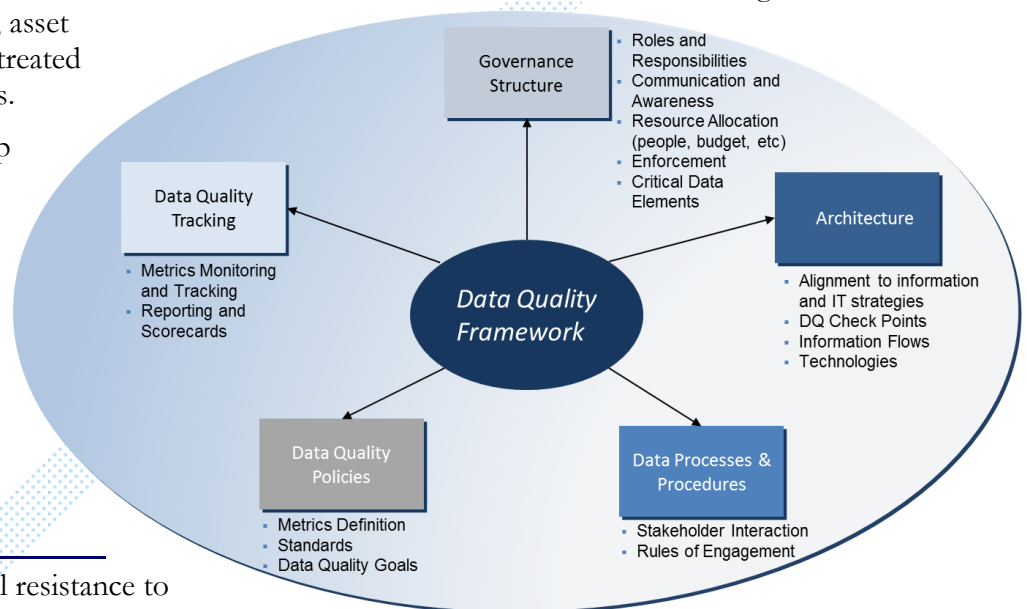 , asset
treated
s.
p
Governance
Structure
▪ Roles and
Responsibilities
▪ Communication and
Awareness
▪ Resource Allocation
(people, budget, etc)
▪ Enforcement
▪ Critical Data
Elements
Data Quality
Tracking
▪ Metrics Monitoring
and Tracking
▪ Reporting and
Scorecards
Architecture
▪ Alignment to information
and IT strategies
▪ DQ Check Points
▪ Information Flows
▪ Technologies
Data Quality
Framework
Data Quality
Policies
▪ Metrics Definition
▪ Standards
▪ Data Quality Goals
Data Processes &
Procedures
▪ Stakeholder Interaction
▪ Rules of Engagement
l resistance to